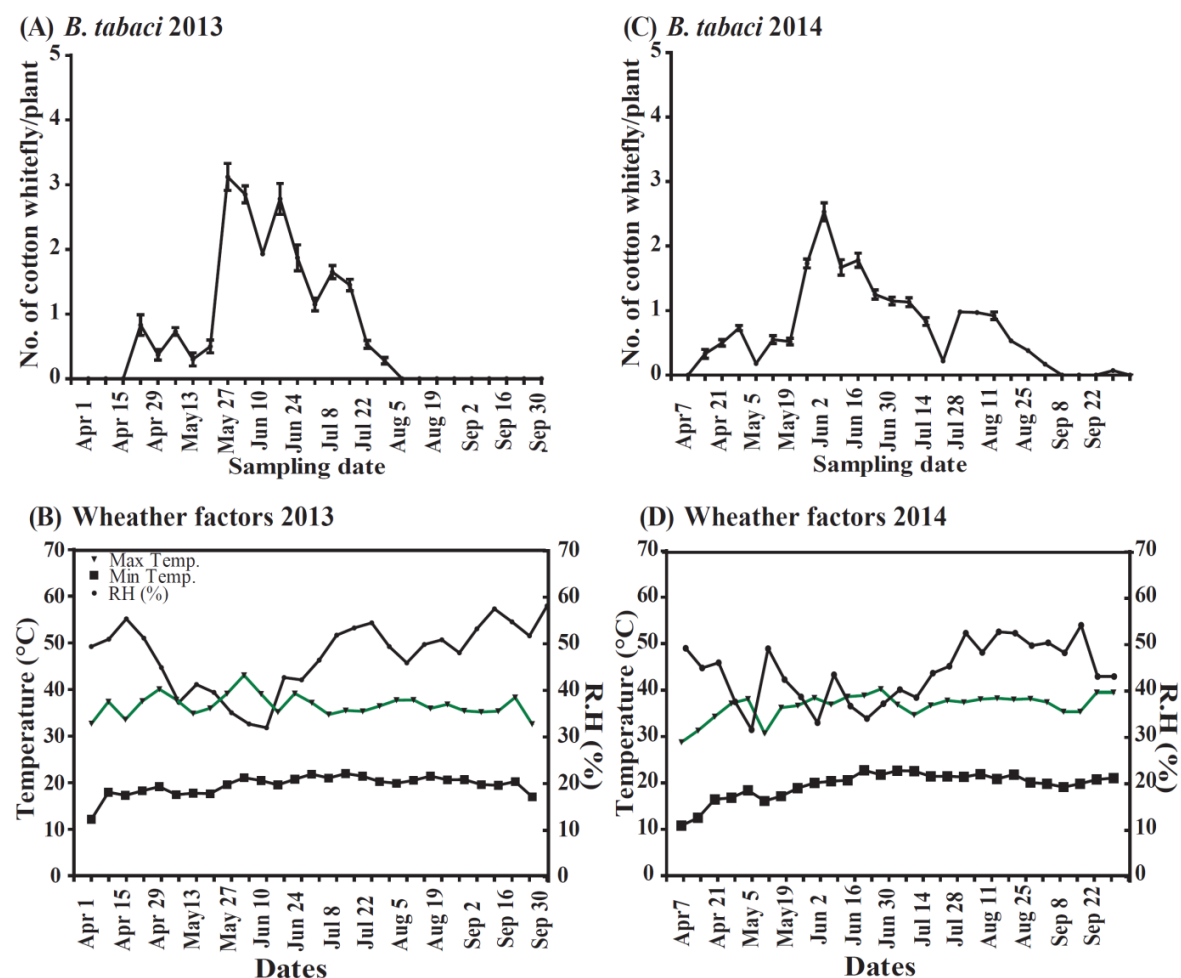 (A) B. tabaci 2013
No. of cotton whitefly/plant
5
4
3
2
1
0
Apr 1
Apr 15
Apr 29
May13
May 27
Jun 10
Jun 24
Jul 8
Jul 22
Aug 5
Aug 19
Sep 2
Sep 16
Sep 30
Sampling date
(C) B. tabaci 2014
No. of cotton whitefly/plant
5
4
3
2
1
0
Apr7
Apr 21
May 5
May19
Jun 2
Jun 16
Jun 30
Jul 14
Jul 28
Aug 11
Aug 25
Sep 8
Sep 22
Sampling date
(B) Wheather factors 2013
Max Temp.
Min Temp.
RH (%)
Temperature (°C)
70
60
50
40
30
20
10
0
70
60
50
40
30
20
10
0
R.H (%)
Apr 1
Apr 15
Apr 29
May13
May 27
Jun 10
Jun 24
Jul 8
Jul 22
Aug 5
Aug 19
Sep 2
Sep 16
Sep 30
Dates
(D) Wheather factors 2014
Temperature (°C)
70
60
50
40
30
20
10
0
70
60
50
40
30
20
10
0
R.H (%)
Apr7
Apr 21
May 5
May19
Jun 2
Jun 16
Jun 30
Jul 14
Jul 28
Aug 11
Aug 25
Sep 8
Sep 22
Dates